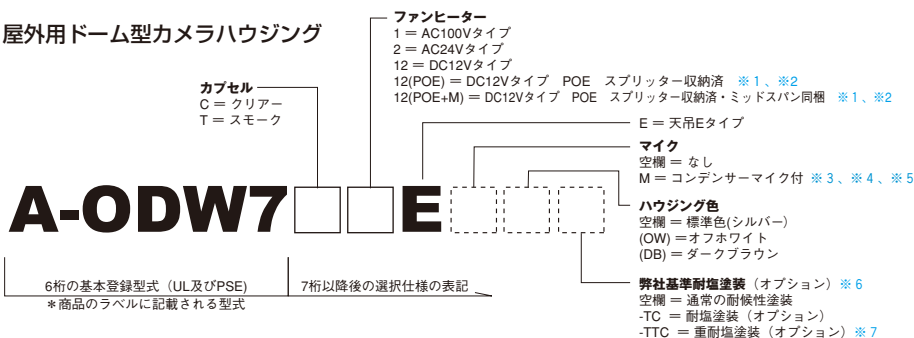 屋外用ドーム型カメラハウジング
ファンヒーター
1 ＝ AC100Vタイプ
2 ＝ AC24Vタイプ
12 ＝ DC12Vタイプ
12(POE) ＝ DC12Vタイプ　POE　スプリッター収納済　※１、※2
12(POE+M) ＝ DC12Vタイプ　POE　スプリッター収納済・ミッドスパン同梱　※１、※2
カプセル
C ＝ クリアー
T ＝ スモーク
E ＝ 天吊Eタイプ
マイク
空欄 ＝ なし
M ＝ コンデンサーマイク付 ※３、※４、※５
A-ODW7 E
ハウジング色
空欄 ＝ 標準色(シルバー）
(OW) ＝オフホワイト
(DB) ＝ダークブラウン
6桁の基本登録型式（UL及びPSE)
＊商品のラベルに記載される型式
7桁以降後の選択仕様の表記
弊社基準耐塩塗装（オプション）※６
空欄 ＝ 通常の耐候性塗装
-TC ＝ 耐塩塗装（オプション）
-TTC ＝ 重耐塩塗装（オプション）※７